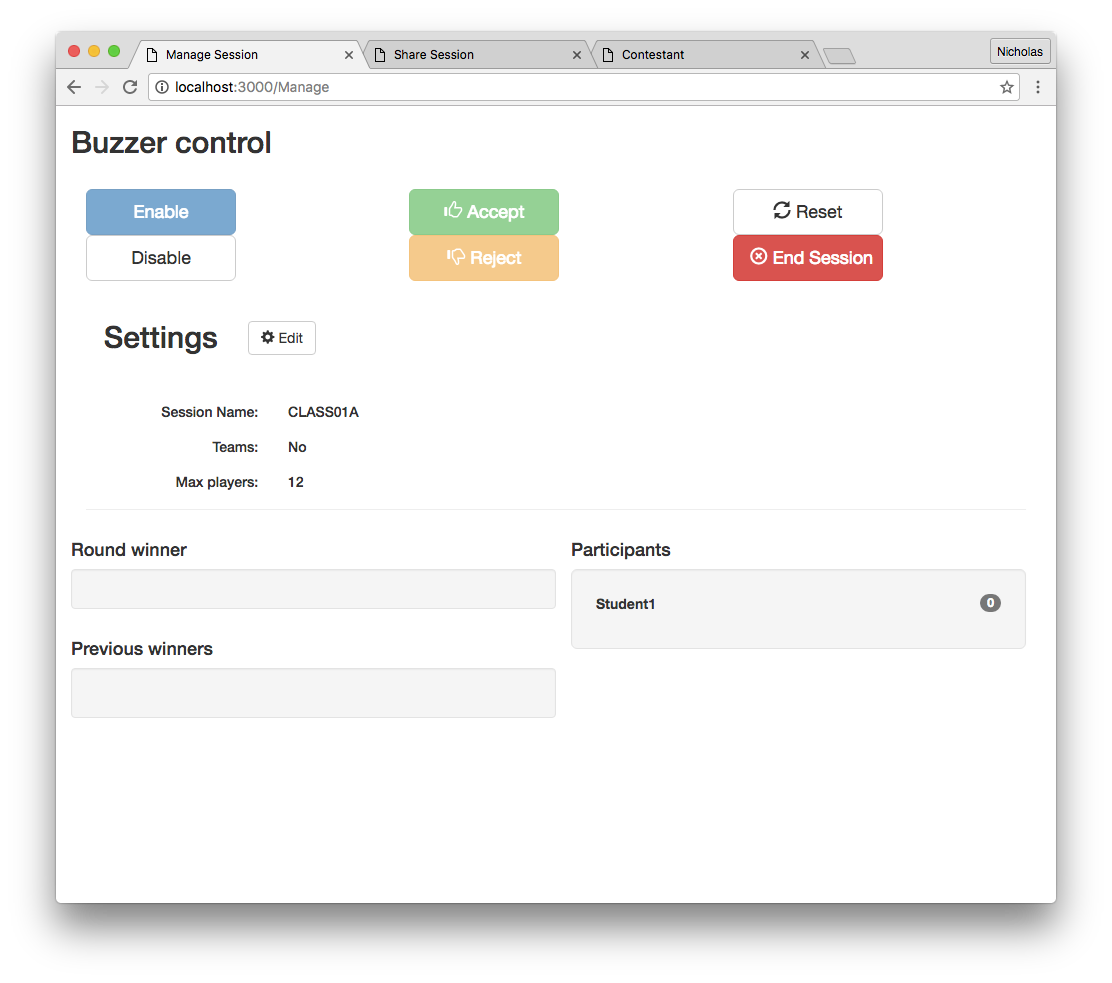 Manage Session
Share Session
Contestant
Nicholas
localhost:3000/Manage
Buzzer control
Enable
Accept
Reset
Disable
Reject
End Session
Settings
Edit
Session Name: CLASS01A
Teams: No
Max players: 12
Round winner
Participants
Student1 0
Previous winners